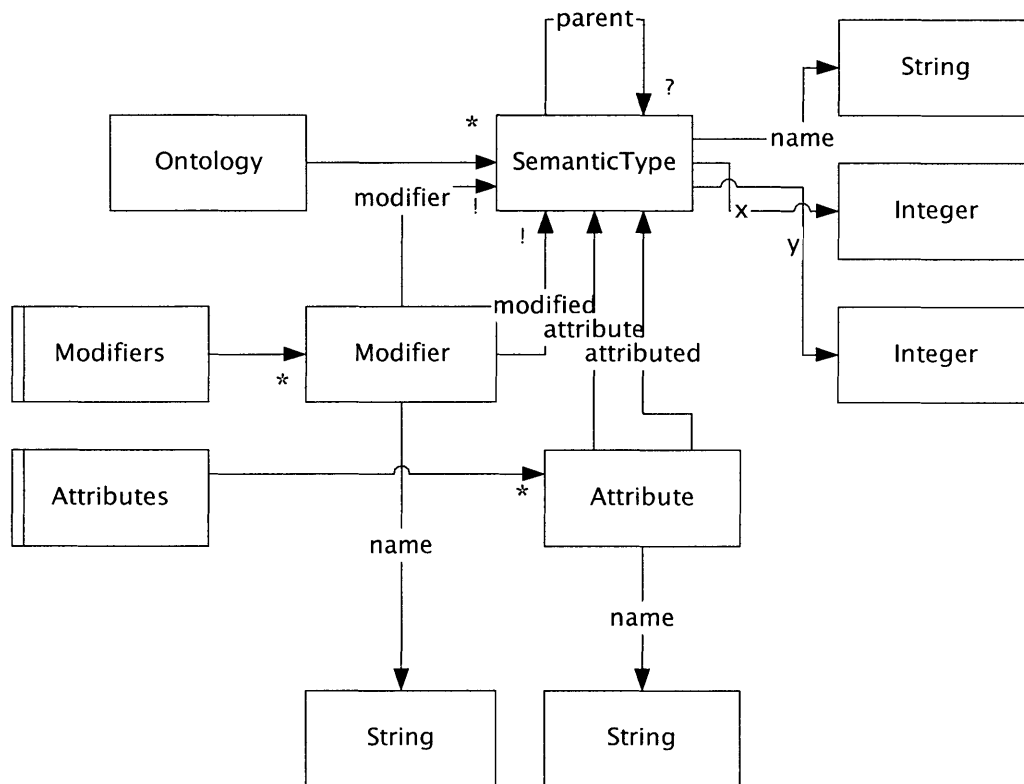 parent
String
?
*
name
Ontology
SemanticType
modifier
!
x
Integer
!
y
modified
attribute
Modifiers
Modifier
attributed
Integer
*
Attributes
*
Attribute
name
name
String
String